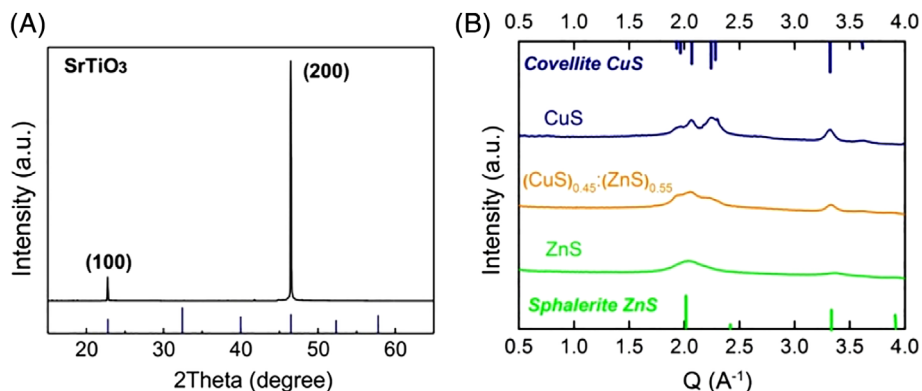 (A)
SrTiO3
(200)
(100)
Intensity (a.u.)
20 30 40 50 60
2Theta (degree)
(B)
0.5 1.0 1.5 2.0 2.5 3.0 3.5 4.0
Covellite CuS
CuS
(CuS)0.45:(ZnS)0.55
ZnS
Sphalerite ZnS
Intensity (a.u.)
0.5 1.0 1.5 2.0 2.5 3.0 3.5 4.0
Q (A-1)